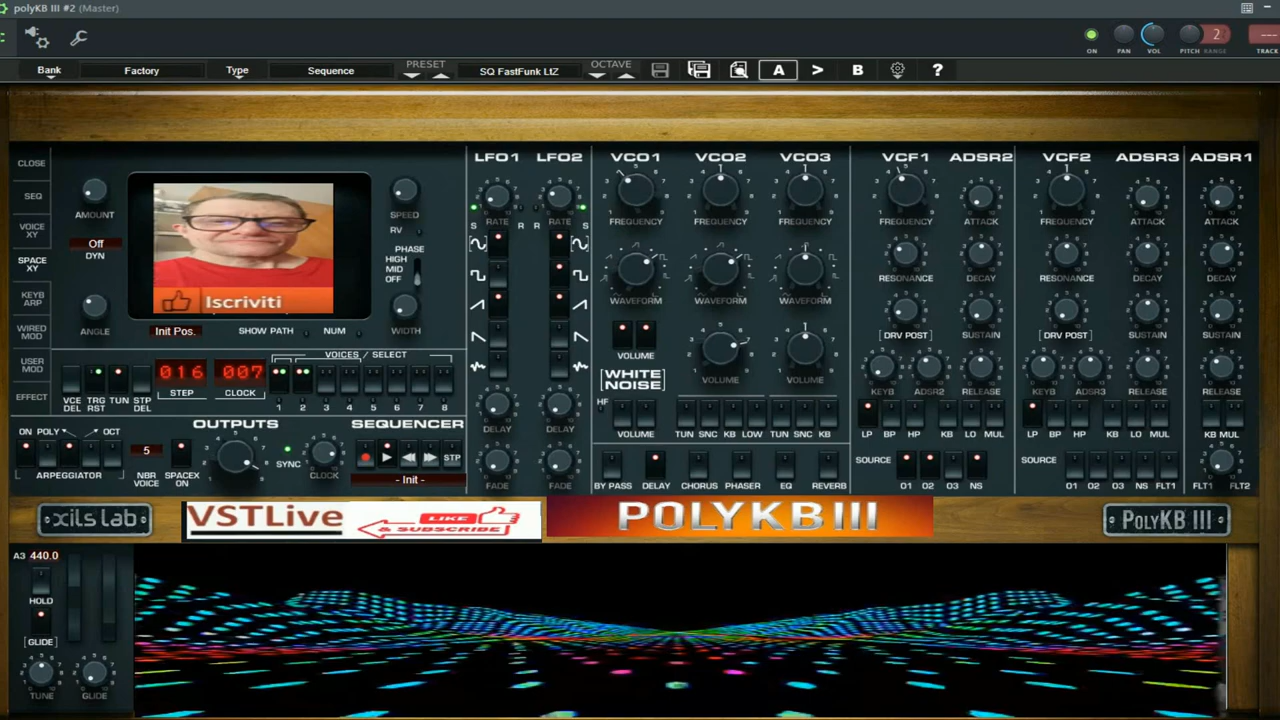 polyKB III #2 (Master)
ON PAN VOL PITCH RANGE 2 TRACK
Bank Factory Type Sequence PRESET SQ FastFunk LtZ OCTAVE A > B ?
CLOSE
SEQ
VOICE XY
SPACE XY
KEYB ARP
WIRED MOD
USER MOD
EFFECT
AMOUNT
Off
DYN
ANGLE
Iscriviti
Init Pos.
SHOW PATH
NUM
SPEED
RV
PHASE
HIGH
MID
OFF
WIDTH
VOICES / SELECT
VCE DEL
TRG RST
TUN
STP DEL
016
STEP
007
CLOCK
1 2 3 4 5 6 7 8
ON POLY
OCT
ARPEGGIATOR
5
NBR VOICE
SPACEX ON
OUTPUTS
SYNC
CLOCK
SEQUENCER
STP
- Init -
LFO1 LFO2
RATE RATE
S R R S
DELAY DELAY
FADE FADE
VCO1 VCO2 VCO3
FREQUENCY FREQUENCY FREQUENCY
WAVEFORM WAVEFORM WAVEFORM
VOLUME
WHITE NOISE
HF
VOLUME VOLUME VOLUME
TUN SNC KB LOW TUN SNC KB
BY PASS DELAY CHORUS PHASER EQ REVERB
VCF1 ADSR2
FREQUENCY ATTACK
RESONANCE DECAY
DRV POST SUSTAIN
KEYB ADSR2 RELEASE
LP BP HP KB LO MUL
SOURCE
O1 O2 O3 NS
VCF2 ADSR3
FREQUENCY ATTACK
RESONANCE DECAY
DRV POST SUSTAIN
KEYB ADSR3 RELEASE
LP BP HP KB LO MUL
SOURCE
O1 O2 O3 NS FLT1
ADSR1
ATTACK
DECAY
SUSTAIN
RELEASE
KB MUL
FLT1 FLT2
xils lab
VSTLive
LIKE
SUBSCRIBE
POLYKB III
POLYKB III
A3 440.0
HOLD
GLIDE
TUNE GLIDE